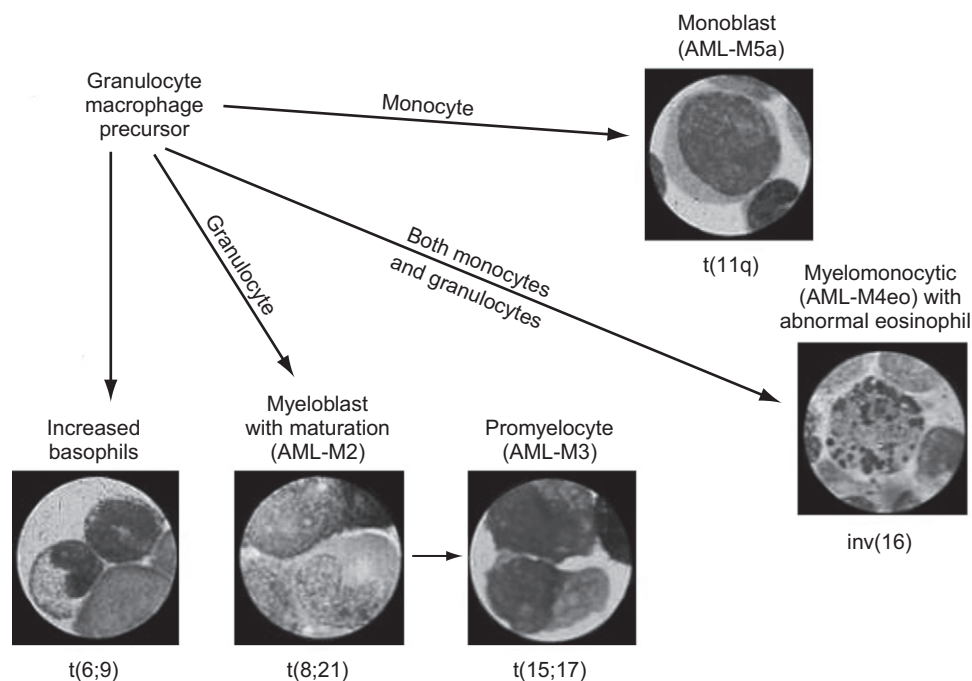 Monoblast
(AML-M5a)
Granulocyte
macrophage
precursor
Monocyte
Granulocyte
Both monocytes
and granulocytes
t(11q)
Myelomonocytic
(AML-M4eo) with
abnormal eosinophil
Increased
basophils
Myeloblast
with maturation
(AML-M2)
Promyelocyte
(AML-M3)
inv(16)
t(6;9)
t(8;21)
t(15;17)